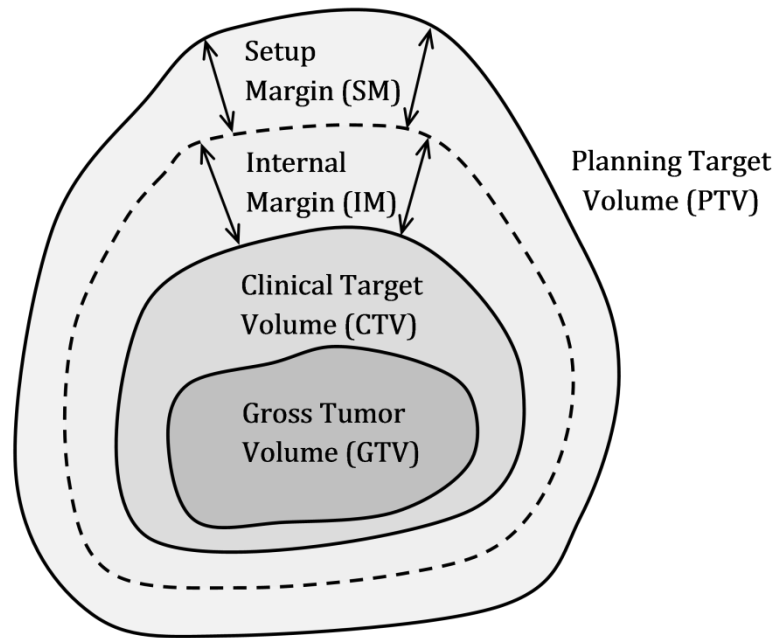 Setup
Margin (SM)
Internal
Margin (IM)
Planning Target
Volume (PTV)
Clinical Target
Volume (CTV)
Gross Tumor
Volume (GTV)